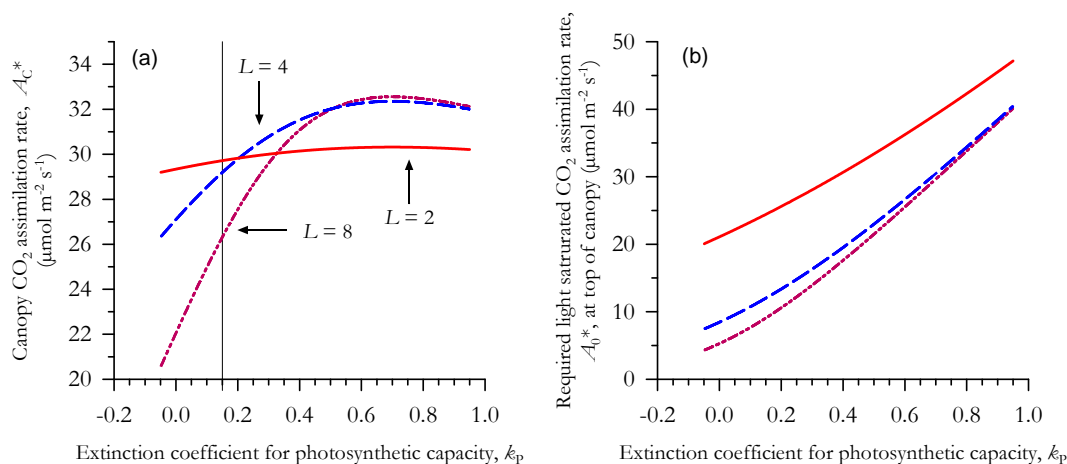 (a)
Canopy CO2 assimilation rate, AC*
(µmol m-2 s-1)
34
32
30
28
26
24
22
20
L = 4
L = 2
L = 8
-0.2 0.0 0.2 0.4 0.6 0.8 1.0
Extinction coefficient for photosynthetic capacity, kP
(b)
Required light satrurated CO2 assimilation rate,
A0*, at top of canopy (µmol m-2 s-1)
50
40
30
20
10
0
-0.2 0.0 0.2 0.4 0.6 0.8 1.0
Extinction coefficient for photosynthetic capacity, kP